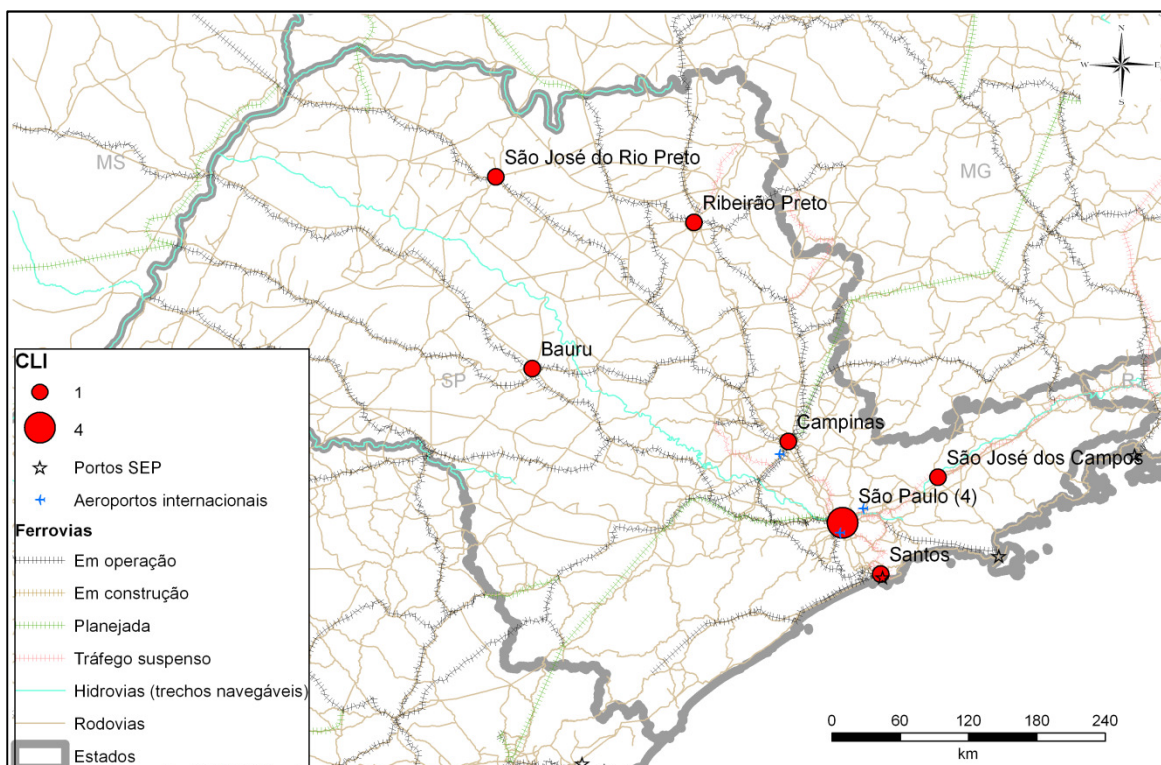 N
W
E
S
MS
MG
São José do Rio Preto
Ribeirão Preto
Bauru
SP
R
Campinas
São José dos Campos
São Paulo (4)
Santos
CLI
1
4
Portos SEP
Aeroportos internacionais
Ferrovias
Em operação
Em construção
Planejada
Tráfego suspenso
Hidrovias (trechos navegáveis)
Rodovias
Estados
0 60 120 180 240
km